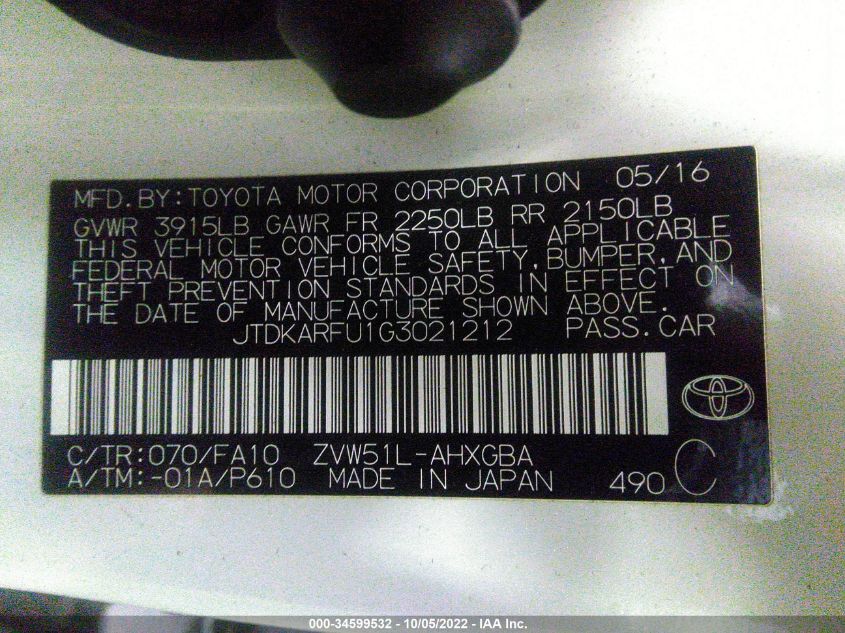 MFD.BY:TOYOTA MOTOR CORPORATION 05/16
GVWR 3915LB GAWR FR 2250LB RR 2150LB
THIS VEHICLE CONFORMS TO ALL APPLICABLE
FEDERAL MOTOR VEHICLE SAFETY, BUMPER, AND
THEFT PREVENTION STANDARDS IN EFFECT ON
THE DATE OF MANUFACTURE SHOWN ABOVE.
JTDKARFU1G3021212 PASS.CAR
C/TR:070/FA10 ZVW51L-AHXGBA
A/TM:-01A/P610 MADE IN JAPAN 490 C
000-34599532 - 10/05/2022 - IAA Inc.